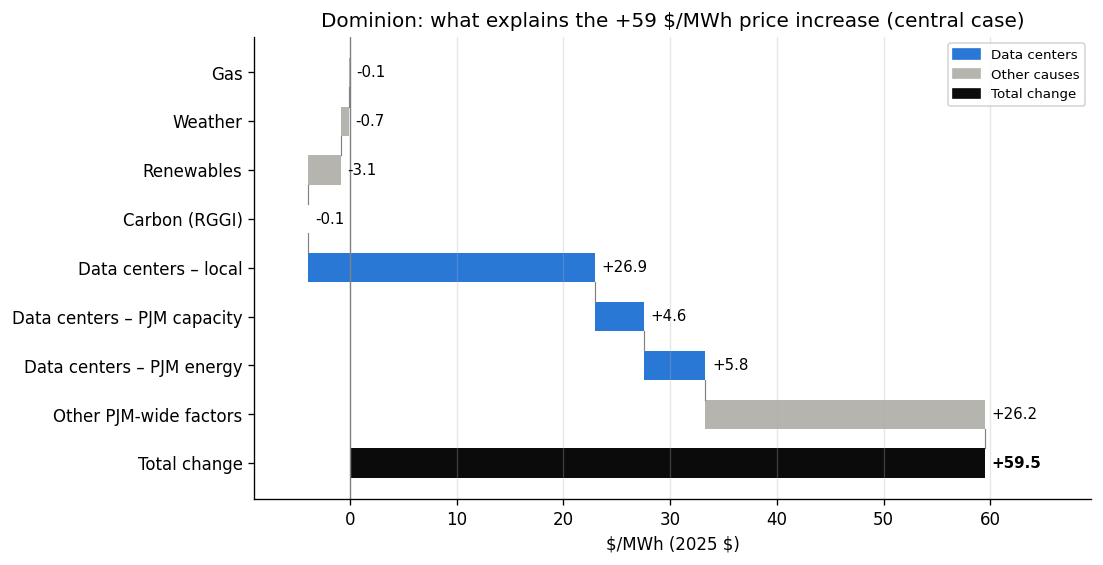 Dominion: what explains the +59 $/MWh price increase (central case)
Data centers
Other causes
Total change
Gas
-0.1
Weather
-0.7
Renewables
-3.1
Carbon (RGGI)
-0.1
Data centers – local
+26.9
Data centers – PJM capacity
+4.6
Data centers – PJM energy
+5.8
Other PJM-wide factors
+26.2
Total change
+59.5
0 10 20 30 40 50 60
$/MWh (2025 $)